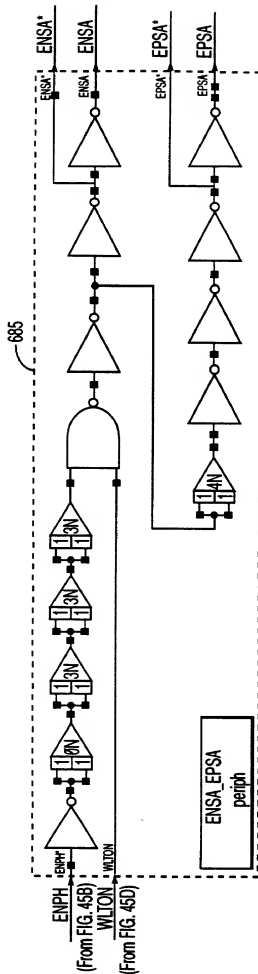 685
ENSA*
ENSA*
ENSA
ENSA
EPSA*
EPSA*
EPSA
EPSA
ENPH
(From FIG. 45B)
ENPH*
WLTON
(From FIG. 45D)
WLTON
1
1
1
1
3N
1
1
3N
1
1
3N
1
1
4N
ENSA_EPSA
periph